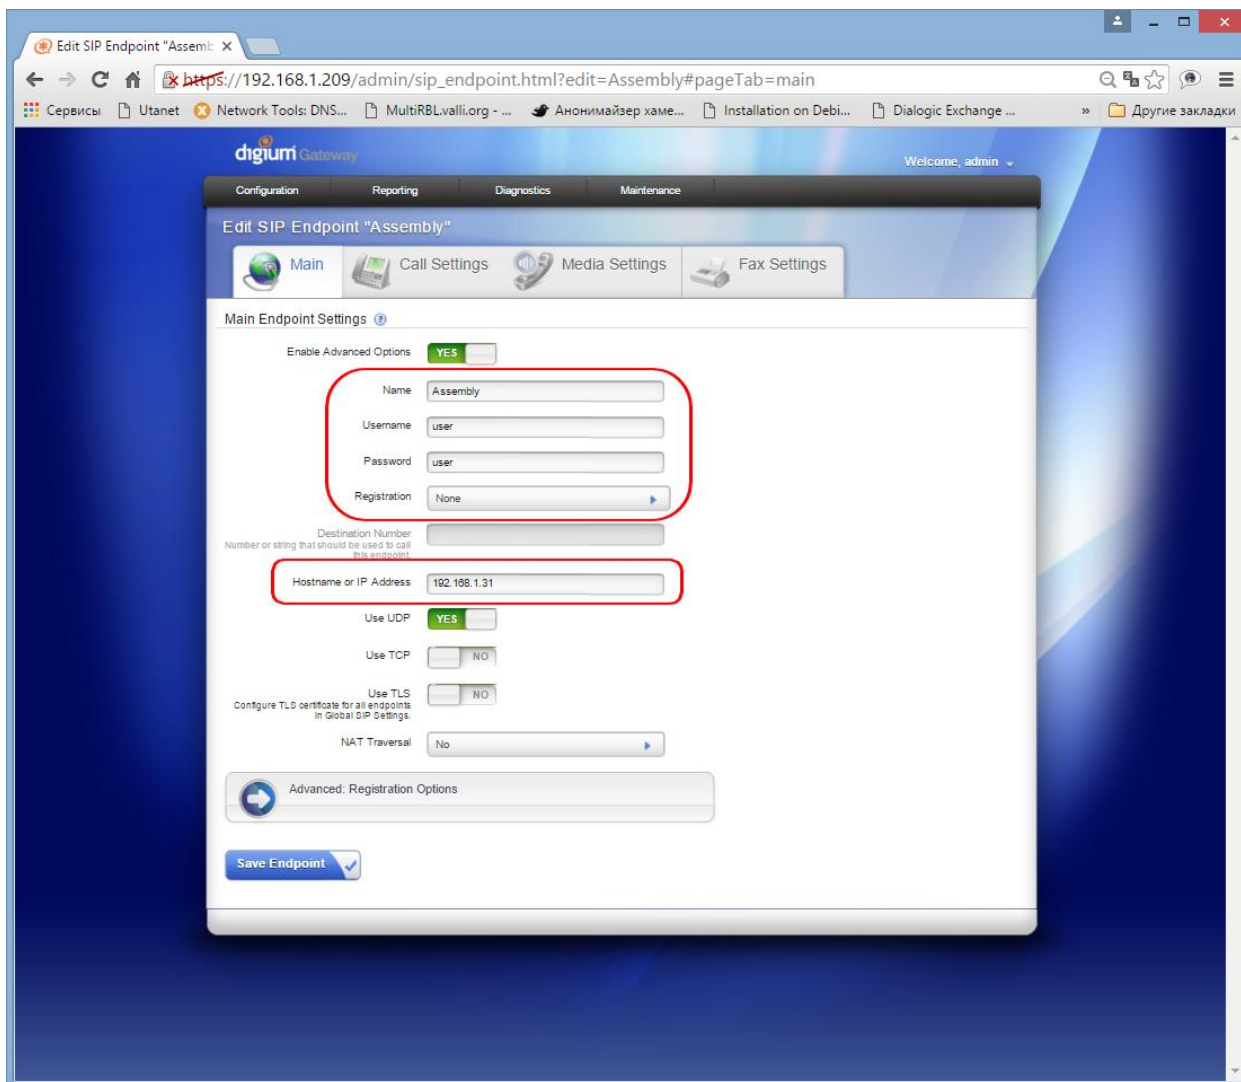 Edit SIP Endpoint "Assemb
https://192.168.1.209/admin/sip_endpoint.html?edit=Assembly#pageTab=main
Сервисы Utanet Network Tools: DNS... MultiRBL.valli.org - ... Анонимайзер хаме... Installation on Debi... Dialogic Exchange ... » Другие закладки
digium Gateway
Welcome, admin
Configuration Reporting Diagnostics Maintenance
Edit SIP Endpoint "Assembly"
Main Call Settings Media Settings Fax Settings
Main Endpoint Settings ?
Enable Advanced Options YES
Name Assembly
Username user
Password user
Registration None
Destination Number
Number or string that should be used to call
this endpoint.
Hostname or IP Address 192.168.1.31
Use UDP YES
Use TCP NO
Use TLS NO
Configure TLS certificate for all endpoints
in Global SIP Settings.
NAT Traversal No
Advanced: Registration Options
Save Endpoint